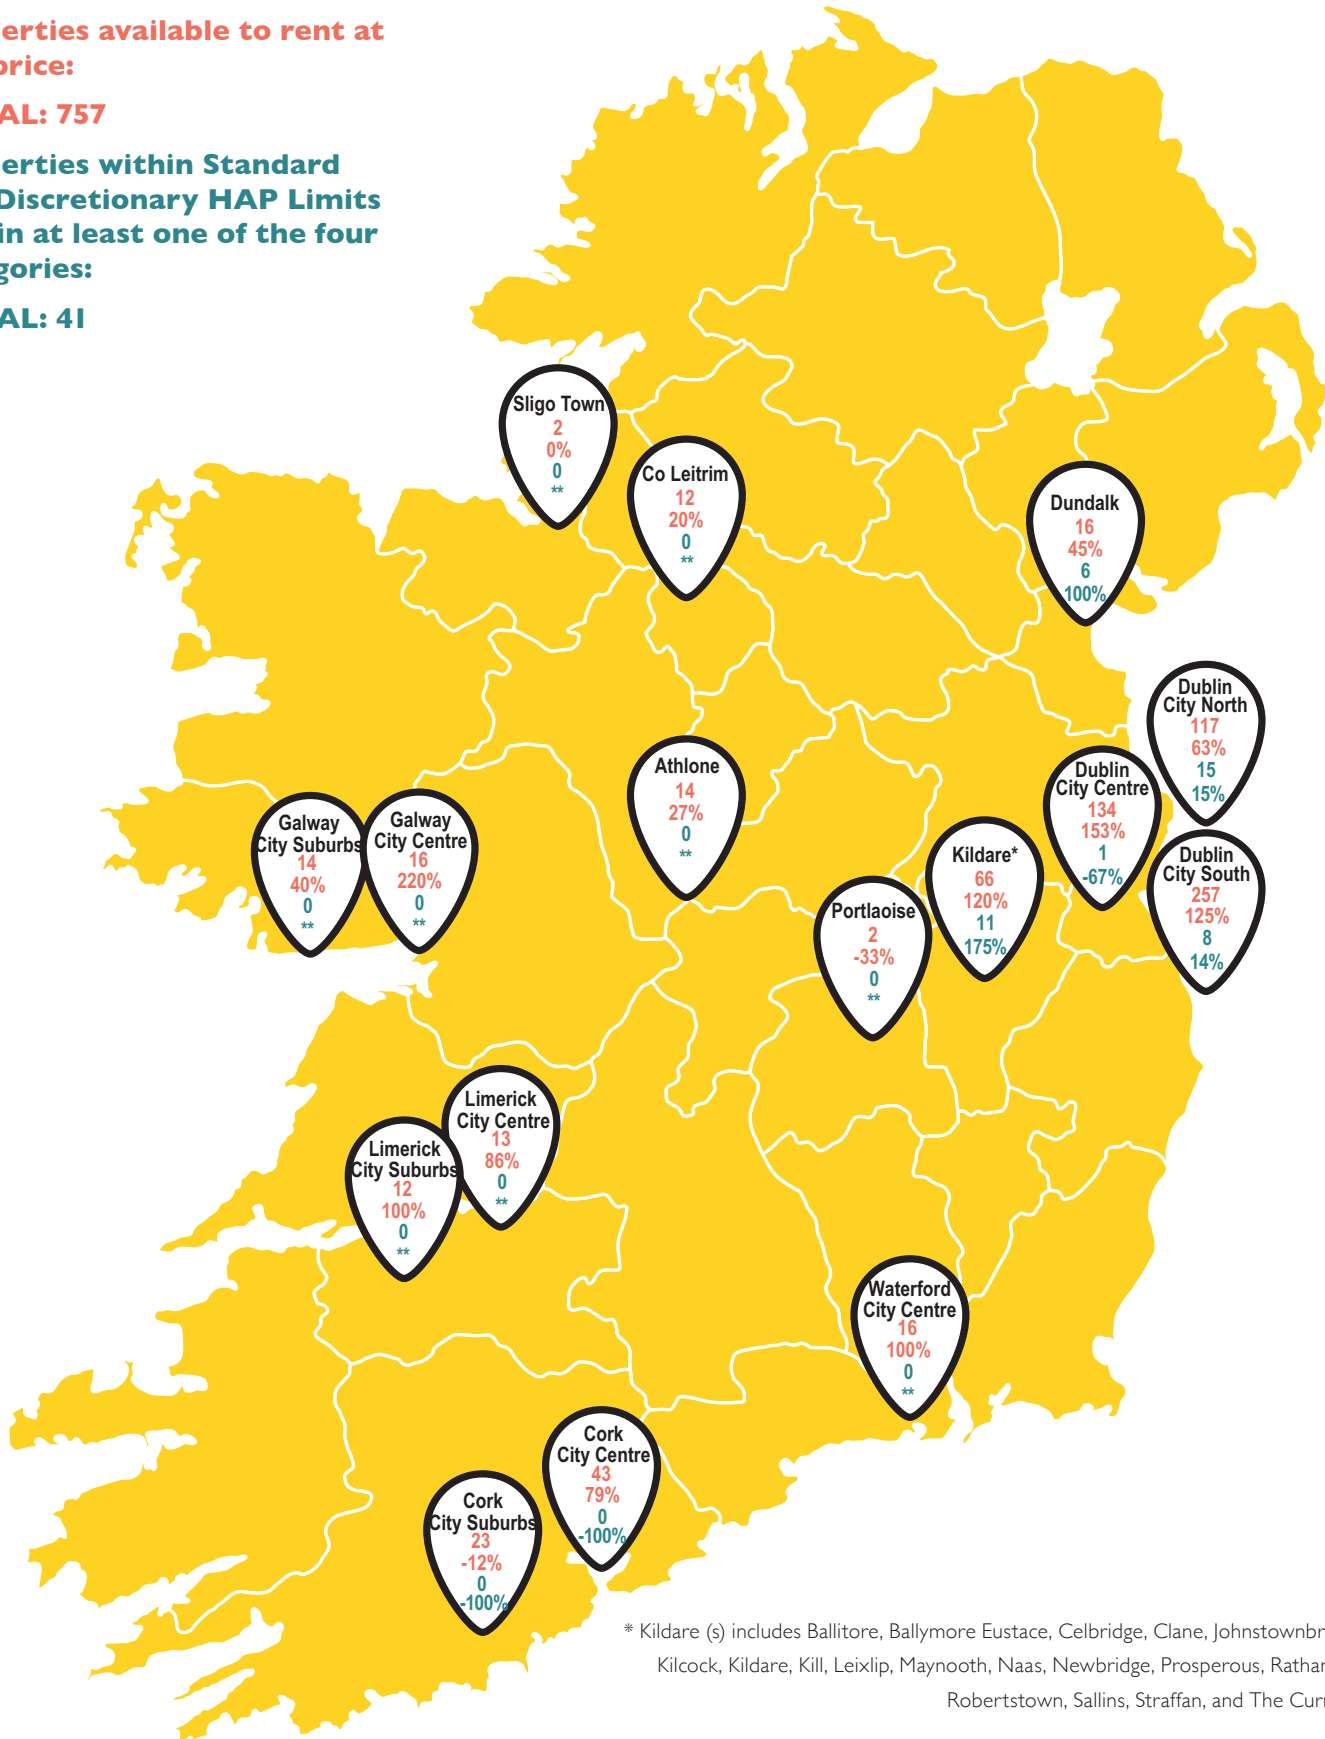 erties available to rent at
price:
AL: 757
erties within Standard
Discretionary HAP Limits
in at least one of the four
gories:
AL: 41
Sligo Town
2
0%
0
**
Co Leitrim
12
20%
0
**
Dundalk
16
45%
6
100%
Dublin
City North
117
63%
15
15%
Athlone
14
27%
0
**
Dublin
City Centre
134
153%
1
-67%
Galway
City Suburbs
14
40%
0
**
Galway
City Centre
16
220%
0
**
Kildare*
66
120%
11
175%
Dublin
City South
257
125%
8
14%
Portlaoise
2
-33%
0
**
Limerick
City Centre
13
86%
0
**
Limerick
City Suburbs
12
100%
0
**
Waterford
City Centre
16
100%
0
**
Cork
City Centre
43
79%
0
-100%
Cork
City Suburbs
23
-12%
0
-100%
* Kildare (s) includes Ballitore, Ballymore Eustace, Celbridge, Clane, Johnstownbr
Kilcock, Kildare, Kill, Leixlip, Maynooth, Naas, Newbridge, Prosperous, Rathar
Robertstown, Sallins, Straffan, and The Curr